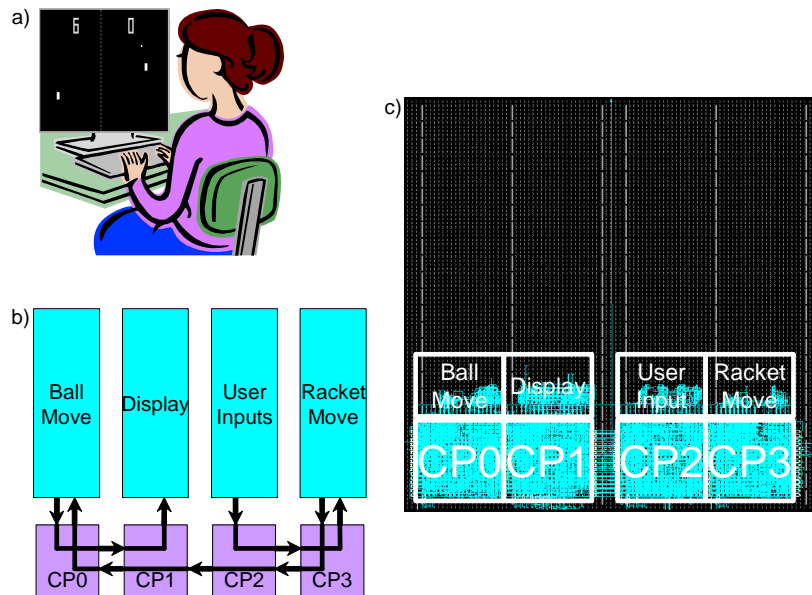 a)
6 0
b)
Ball
Move
Display
User
Inputs
Racket
Move
CP0
CP1
CP2
CP3
c)
Ball
Move
Display
User
Input
Racket
Move
CP0
CP1
CP2
CP3